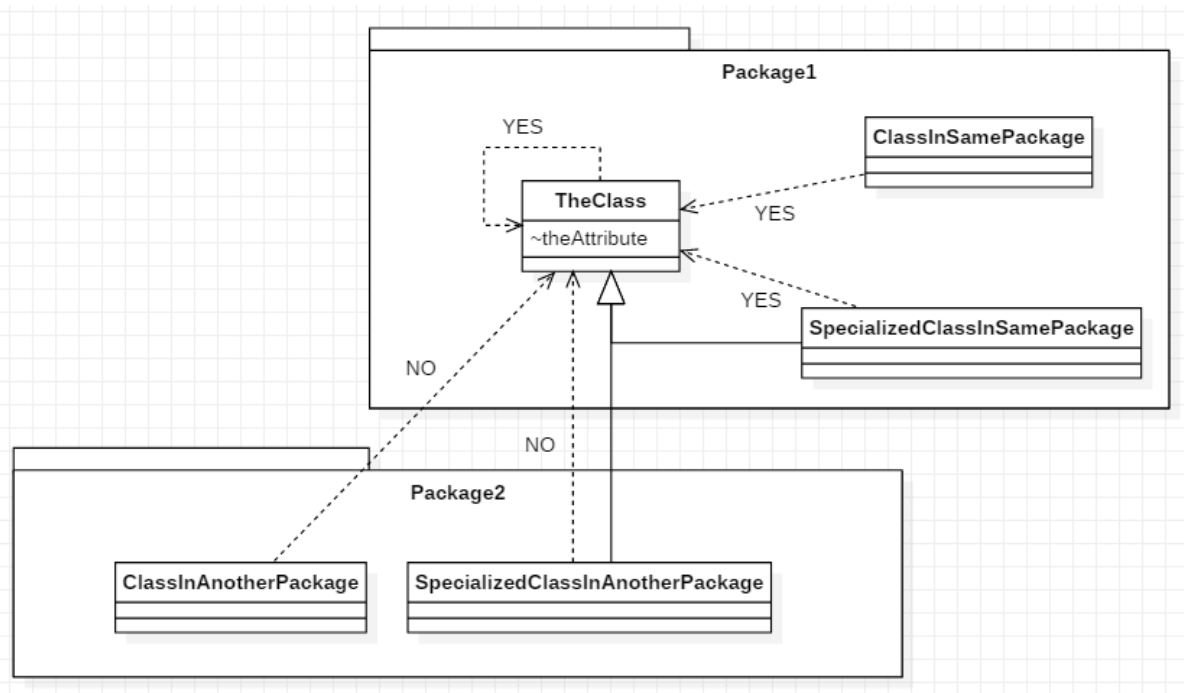 Package1
YES
ClassInSamePackage
TheClass
YES
~theAttribute
YES
SpecializedClassInSamePackage
NO
NO
Package2
ClassInAnotherPackage
SpecializedClassInAnotherPackage